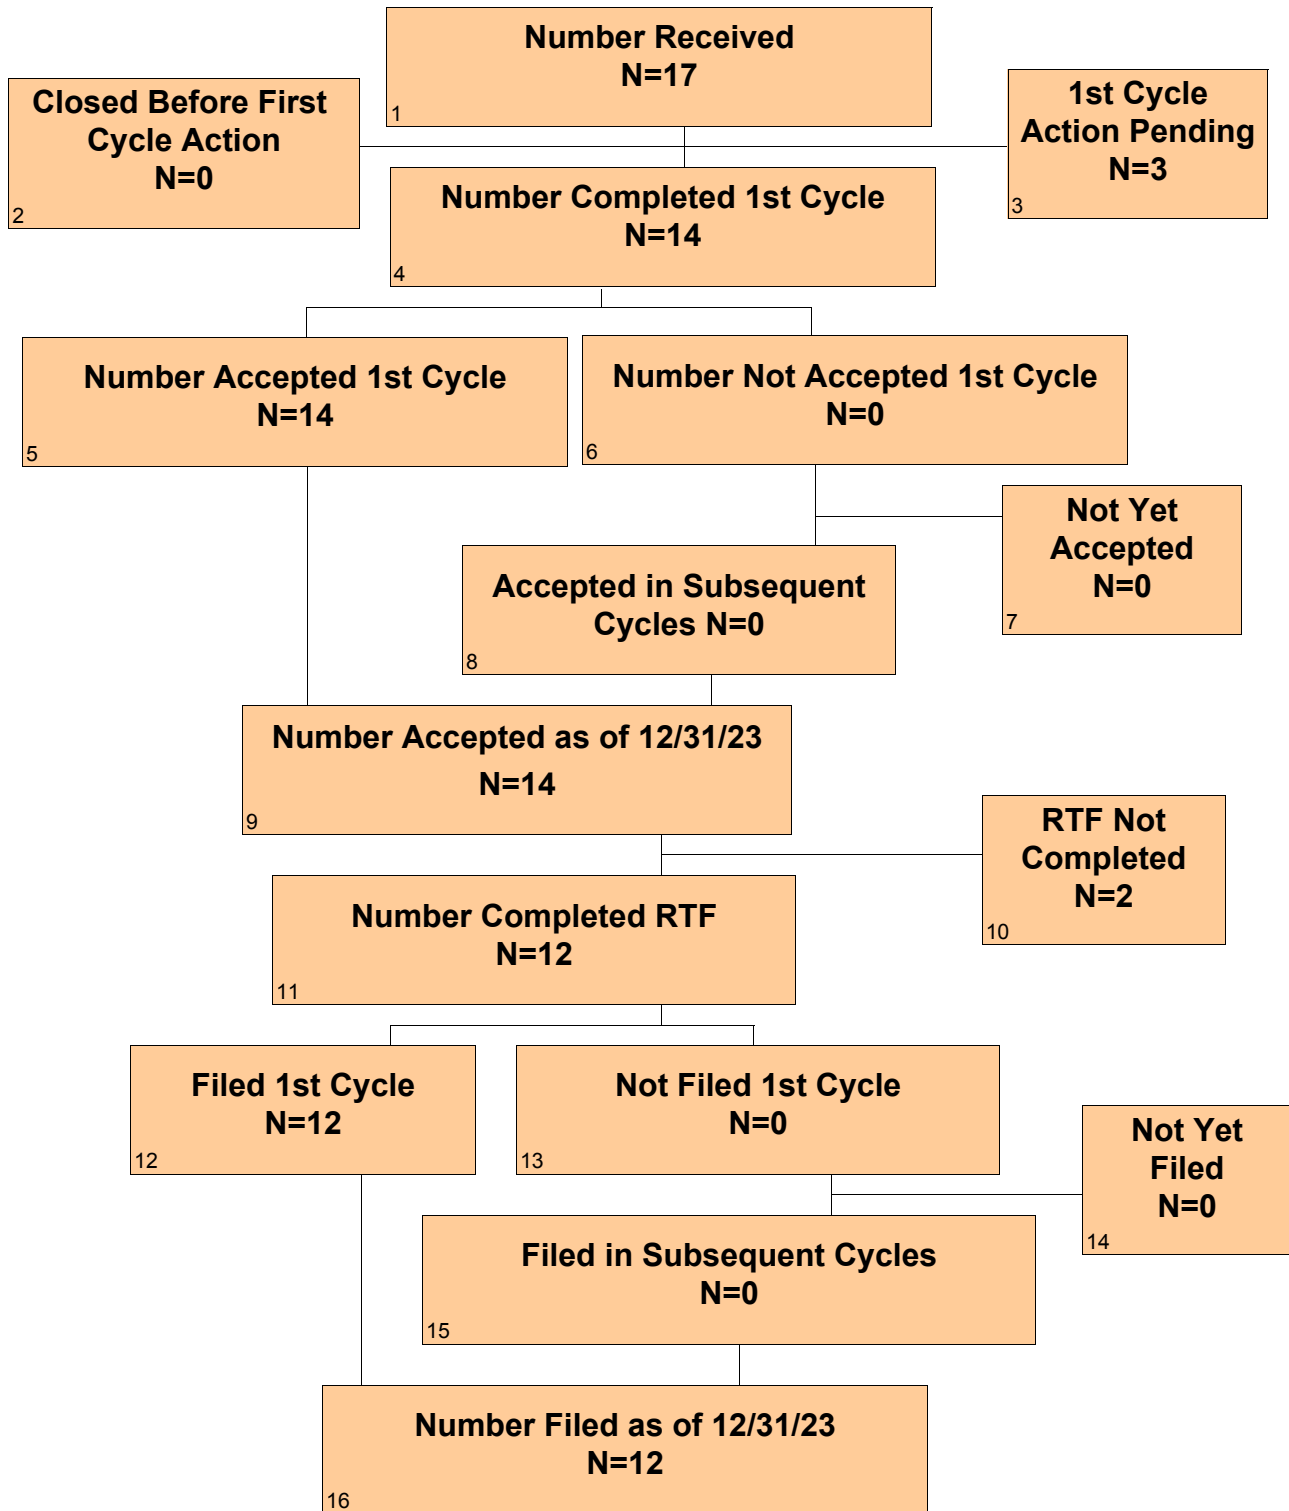 Number Received
N=17
1
Closed Before First
Cycle Action
N=0
2
1st Cycle
Action Pending
N=3
3
Number Completed 1st Cycle
N=14
4
Number Accepted 1st Cycle
N=14
5
Number Not Accepted 1st Cycle
N=0
6
Not Yet
Accepted
N=0
7
Accepted in Subsequent
Cycles N=0
8
Number Accepted as of 12/31/23
N=14
9
RTF Not
Completed
N=2
10
Number Completed RTF
N=12
11
Filed 1st Cycle
N=12
12
Not Filed 1st Cycle
N=0
13
Not Yet
Filed
N=0
14
Filed in Subsequent Cycles
N=0
15
Number Filed as of 12/31/23
N=12
16